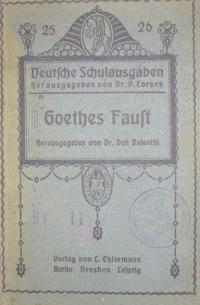 25 26
Deutsche Schulausgaben
Herausgegeben von Dr. P. Lorentz
Goethes Faust
Herausgegeben von Dr. Veit Valentin
Verlag von L. Ehlermann
Berlin Dresden Leipzig